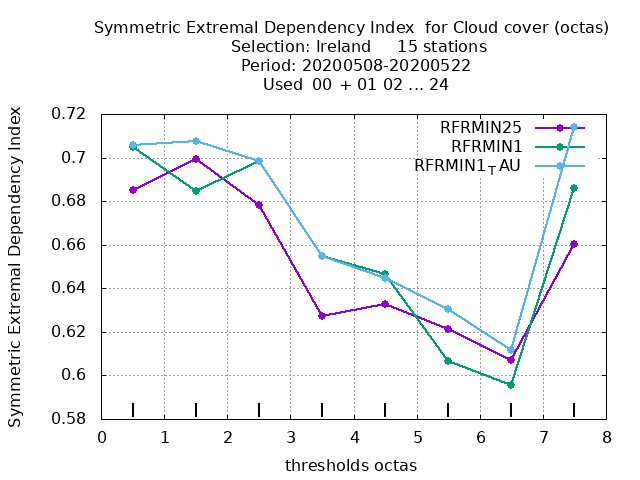 Symmetric Extremal Dependency Index for Cloud cover (octas)
Selection: Ireland 15 stations
Period: 20200508-20200522
Used 00 + 01 02 ... 24
RFRMIN25
RFRMIN1
RFRMIN1TAU
Symmetric Extremal Dependency Index
0.72
0.7
0.68
0.66
0.64
0.62
0.6
0.58
0 1 2 3 4 5 6 7 8
thresholds octas